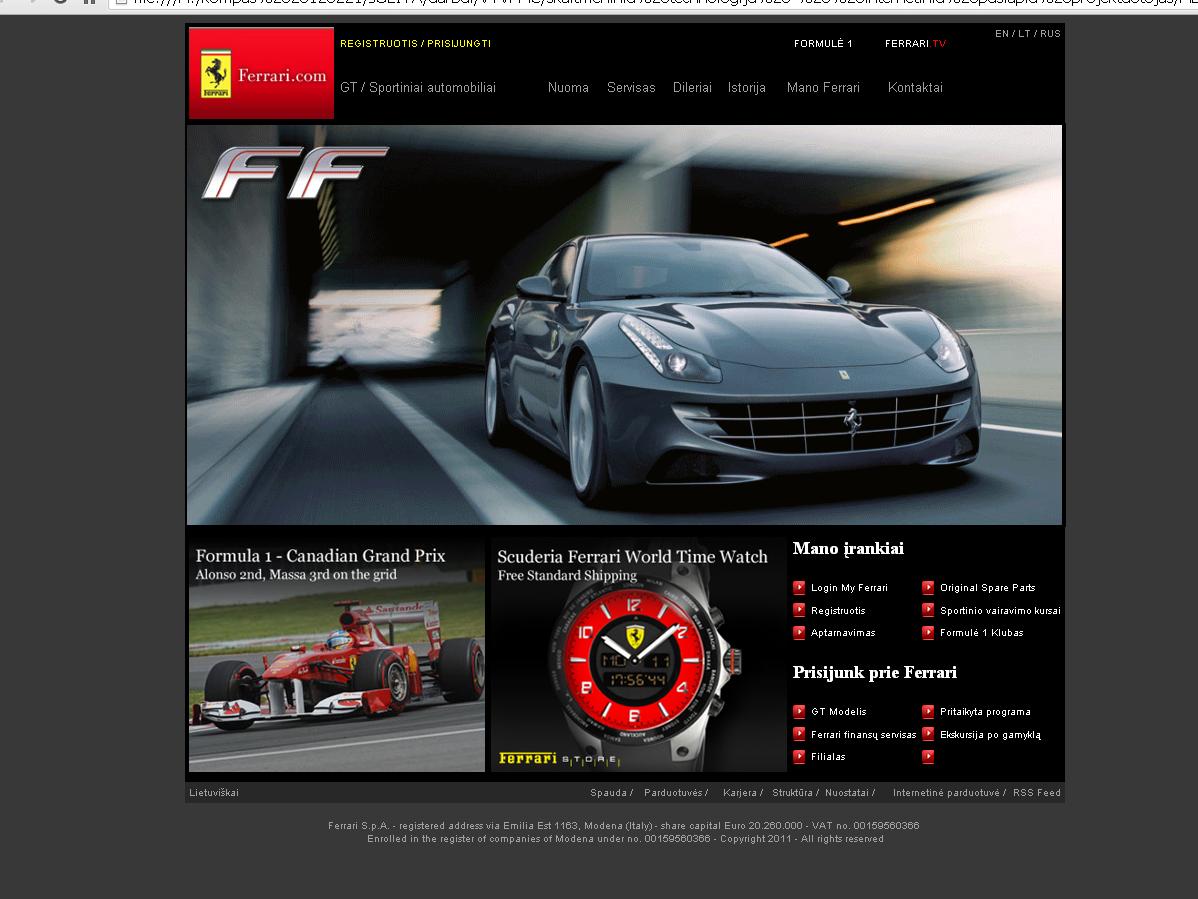 EN / LT / RUS
REGISTRUOTIS / PRISIJUNGTI FORMULĖ 1 FERRARI.TV
Ferrari
Ferrari.com
GT / Sportiniai automobiliai Nuoma Servisas Dileriai Istorija Mano Ferrari Kontaktai
FF
Formula 1 - Canadian Grand Prix
Alonso 2nd, Massa 3rd on the grid
Santander
Scuderia Ferrari World Time Watch
Free Standard Shipping
17:56'44
Ferrari STORE
Mano įrankiai
Login My Ferrari Original Spare Parts
Registruotis Sportinio vairavimo kursai
Aptarnavimas Formulė 1 Klubas
Prisijunk prie Ferrari
GT Modelis Pritaikyta programa
Ferrari finansų servisas Ekskursija po gamyklą
Filialas
Lietuviškai Spauda / Parduotuvės / Karjera / Struktūra / Nuostatai / Internetinė parduotuvė / RSS Feed
Ferrari S.p.A. - registered address via Emilia Est 1163, Modena (Italy) - share capital Euro 20.260.000 - VAT no. 00159560366
Enrolled in the register of companies of Modena under no. 00159560366 - Copyright 2011 - All rights reserved